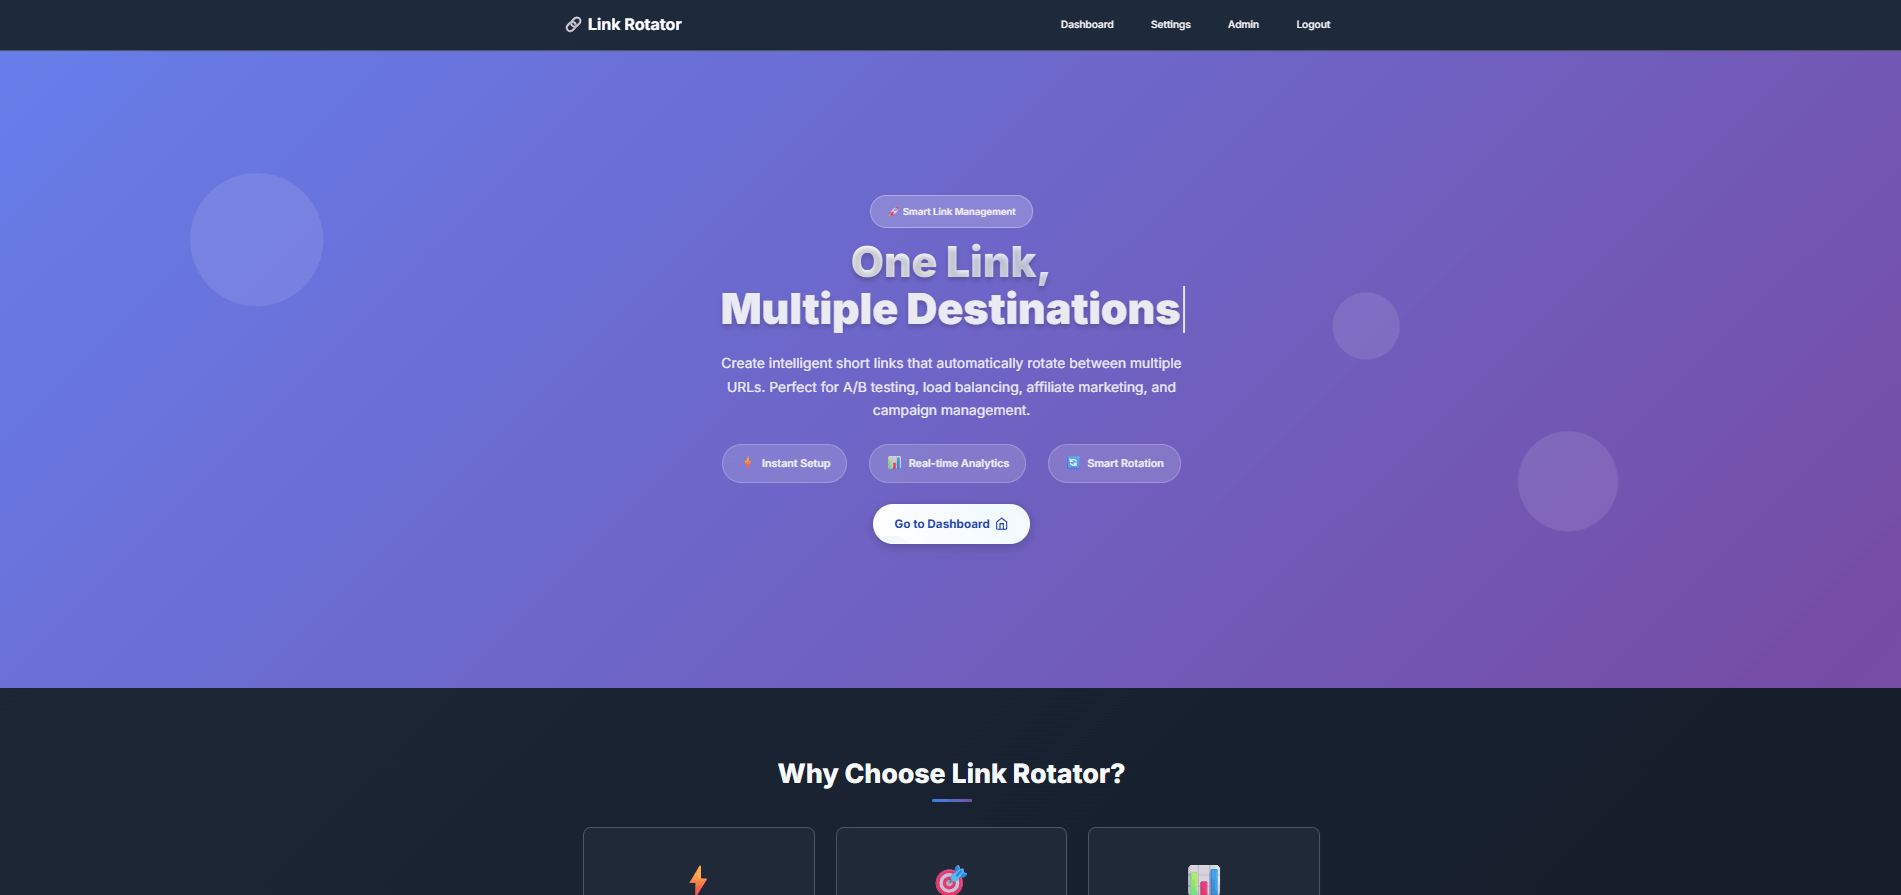 Link Rotator
Dashboard
Settings
Admin
Logout
Smart Link Management
One Link,
Multiple Destinations
Create intelligent short links that automatically rotate between multiple
URLs. Perfect for A/B testing, load balancing, affiliate marketing, and
campaign management.
Instant Setup
Real-time Analytics
Smart Rotation
Go to Dashboard
Why Choose Link Rotator?